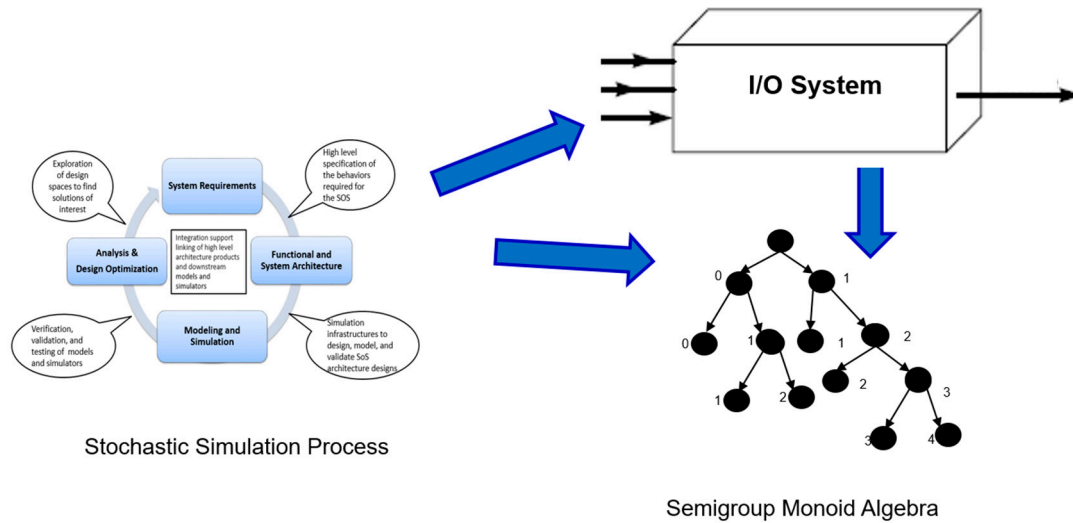 I/O System
Exploration
of design
spaces to find
solutions of
interest
System Requirements
High level
specification of
the behaviors
required for
the SOS
Analysis &
Design Optimization
Integration support
linking of high level
architecture products
and downstream
models and
simulators
Functional and
System Architecture
Verification,
validation, and
testing of models
and simulators
Modeling and
Simulation
Simulation
infrastructures to
design, model, and
validate SoS
architecture designs
Stochastic Simulation Process
0
1
0
1
1
2
1
2
2
3
3
4
Semigroup Monoid Algebra